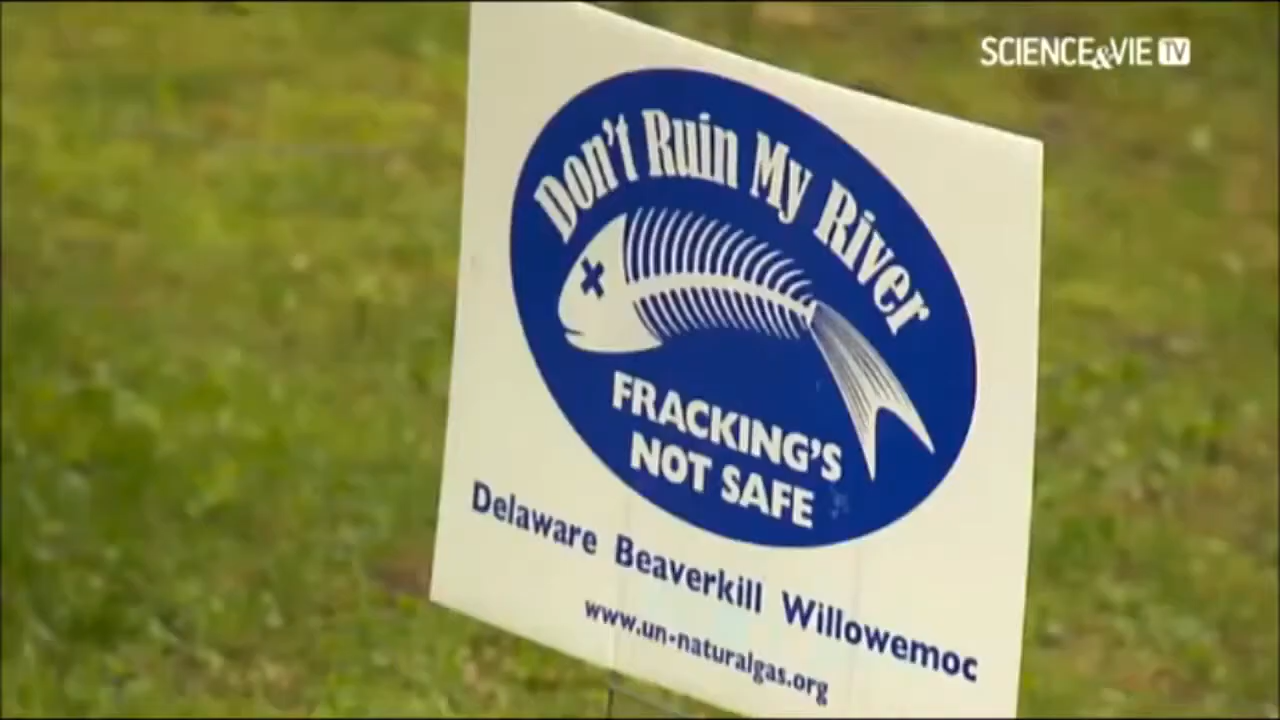 SCIENCE&VIE TV
Don't Ruin My River
FRACKING'S
NOT SAFE
Delaware Beaverkill Willowemoc
www.un-naturalgas.org